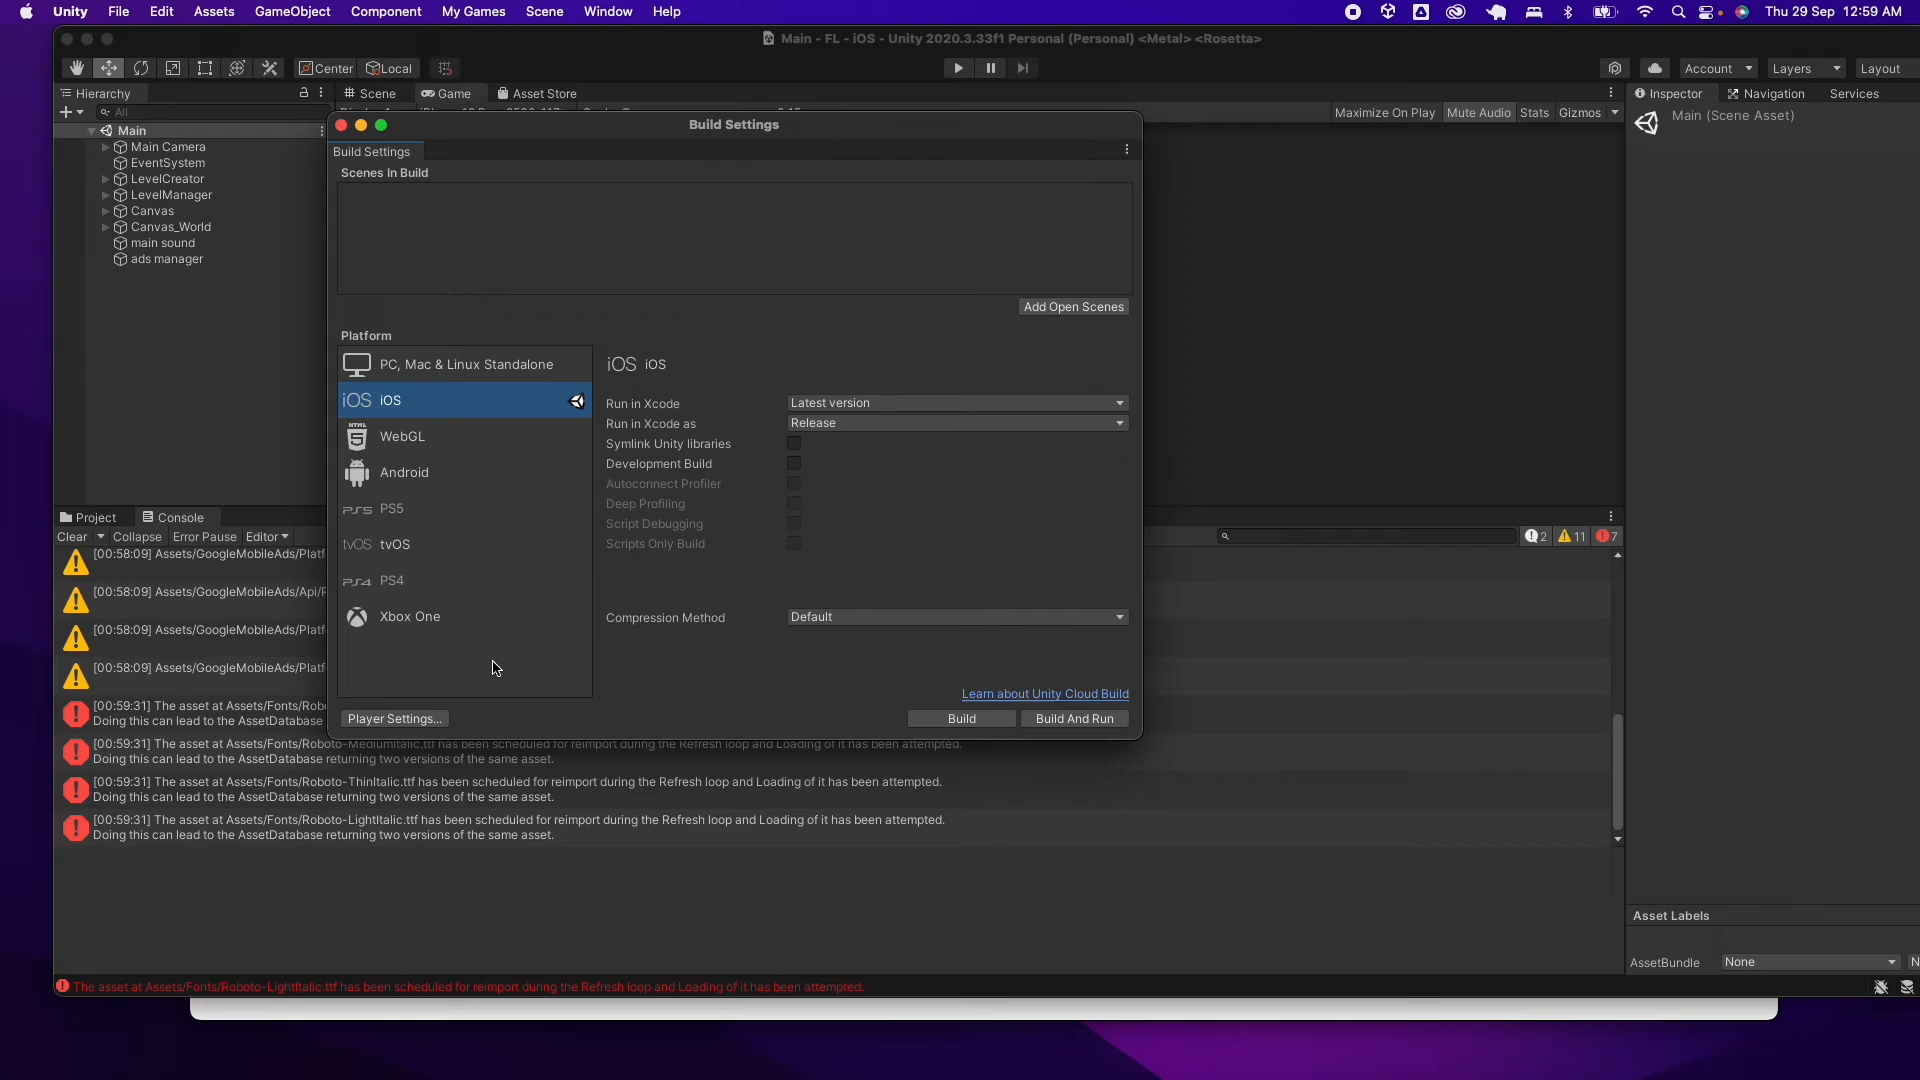 Unity File Edit Assets GameObject Component My Games Scene Window Help Thu 29 Sep 12:59 AM
Main - FL - iOS - Unity 2020.3.33f1 Personal (Personal) <Metal> <Rosetta>
Center Local Account Layers Layout
Hierarchy Scene Game Asset Store Inspector Navigation Services
All Maximize On Play Mute Audio Stats Gizmos Main (Scene Asset)
Build Settings
Main
Main Camera
EventSystem
LevelCreator
LevelManager
Canvas
Canvas_World
main sound
ads manager
Build Settings
Scenes In Build
Add Open Scenes
Platform
PC, Mac & Linux Standalone
iOS iOS
HTML 5 WebGL
Android
PS5 PS5
tvOS tvOS
PS4 PS4
Xbox One
iOS iOS
Run in Xcode Latest version
Run in Xcode as Release
Symlink Unity libraries
Development Build
Autoconnect Profiler
Deep Profiling
Script Debugging
Scripts Only Build
Compression Method Default
Learn about Unity Cloud Build
Player Settings... Build Build And Run
Project Console
Clear Collapse Error Pause Editor 2 11 7
[00:58:09] Assets/GoogleMobileAds/Platf
[00:58:09] Assets/GoogleMobileAds/Api/
[00:58:09] Assets/GoogleMobileAds/Platf
[00:58:09] Assets/GoogleMobileAds/Platf
[00:59:31] The asset at Assets/Fonts/Rob
Doing this can lead to the AssetDatabase
[00:59:31] The asset at Assets/Fonts/Roboto-MediumItalic.ttf has been scheduled for reimport during the Refresh loop and Loading of it has been attempted.
Doing this can lead to the AssetDatabase returning two versions of the same asset.
[00:59:31] The asset at Assets/Fonts/Roboto-ThinItalic.ttf has been scheduled for reimport during the Refresh loop and Loading of it has been attempted.
Doing this can lead to the AssetDatabase returning two versions of the same asset.
[00:59:31] The asset at Assets/Fonts/Roboto-LightItalic.ttf has been scheduled for reimport during the Refresh loop and Loading of it has been attempted.
Doing this can lead to the AssetDatabase returning two versions of the same asset.
Asset Labels
AssetBundle None N
The asset at Assets/Fonts/Roboto-LightItalic.ttf has been scheduled for reimport during the Refresh loop and Loading of it has been attempted.